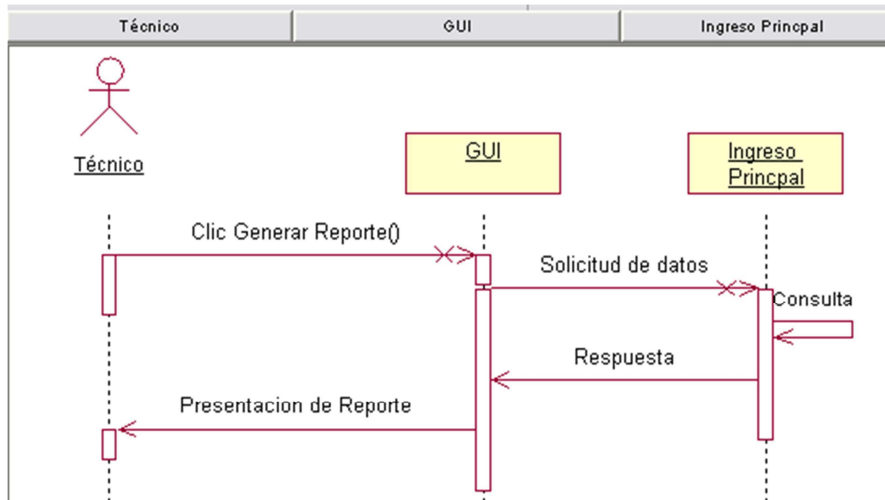 Técnico
GUI
Ingreso Princpal
Técnico
GUI
Ingreso
Princpal
Clic Generar Reporte()
Solicitud de datos
Consulta
Respuesta
Presentacion de Reporte